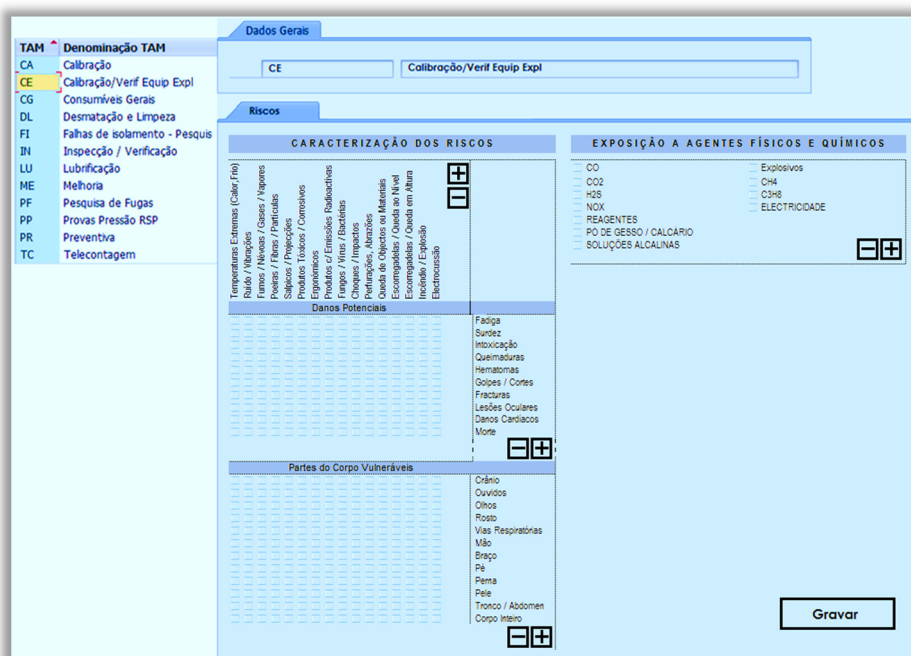 Dados Gerais
TAM Denominação TAM
CA Calibração
CE Calibração/Verif Equip Expl
CG Consumíveis Gerais
DL Desmatação e Limpeza
FI Falhas de isolamento - Pesquis
IN Inspecção / Verificação
LU Lubrificação
ME Melhoria
PF Pesquisa de Fugas
PP Provas Pressão RSP
PR Preventiva
TC Telecontagem
CE Calibração/Verif Equip Expl
Riscos
CARACTERIZAÇÃO DOS RISCOS
Temperaturas Extremas (Calor,Frio)
Ruído / Vibrações
Fumos / Névoas / Gases / Vapores
Poeiras / Fibras / Partículas
Salpicos / Projecções
Produtos Tóxicos / Corrosivos
Ergonómicos
Produtos c/ Emissões Radioactivas
Fungos / Vírus / Bactérias
Choques / Impactos
Perfurações, Abrazões
Queda de Objectos ou Materiais
Escorregadelas / Queda ao Nível
Escorregadelas / Queda em Altura
Incêndio / Explosão
Electrocussão
Danos Potenciais
Fadiga
Surdez
Intoxicação
Queimaduras
Hematomas
Golpes / Cortes
Fracturas
Lesões Oculares
Danos Cardiacos
Morte
Partes do Corpo Vulneráveis
Crânio
Ouvidos
Olhos
Rosto
Vias Respiratórias
Mão
Braço
Pé
Perna
Pele
Tronco / Abdomen
Corpo Inteiro
EXPOSIÇÃO A AGENTES FÍSICOS E QUÍMICOS
CO Explosivos
CO2 CH4
H2S C3H8
NOX ELECTRICIDADE
REAGENTES
PÓ DE GESSO / CALCÁRIO
SOLUÇÕES ALCALINAS
Gravar